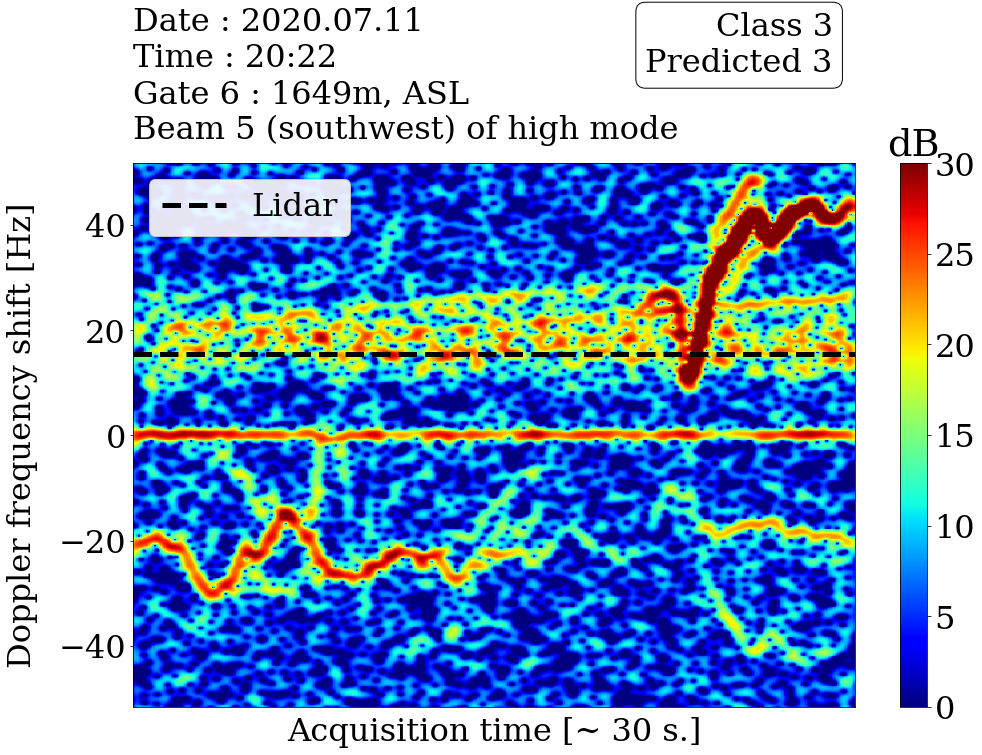 Date : 2020.07.11
Time : 20:22
Gate 6 : 1649m, ASL
Beam 5 (southwest) of high mode
Class 3
Predicted 3
dB
Lidar
Doppler frequency shift [Hz]
40
20
0
−20
−40
30
25
20
15
10
5
0
Acquisition time [~ 30 s.]